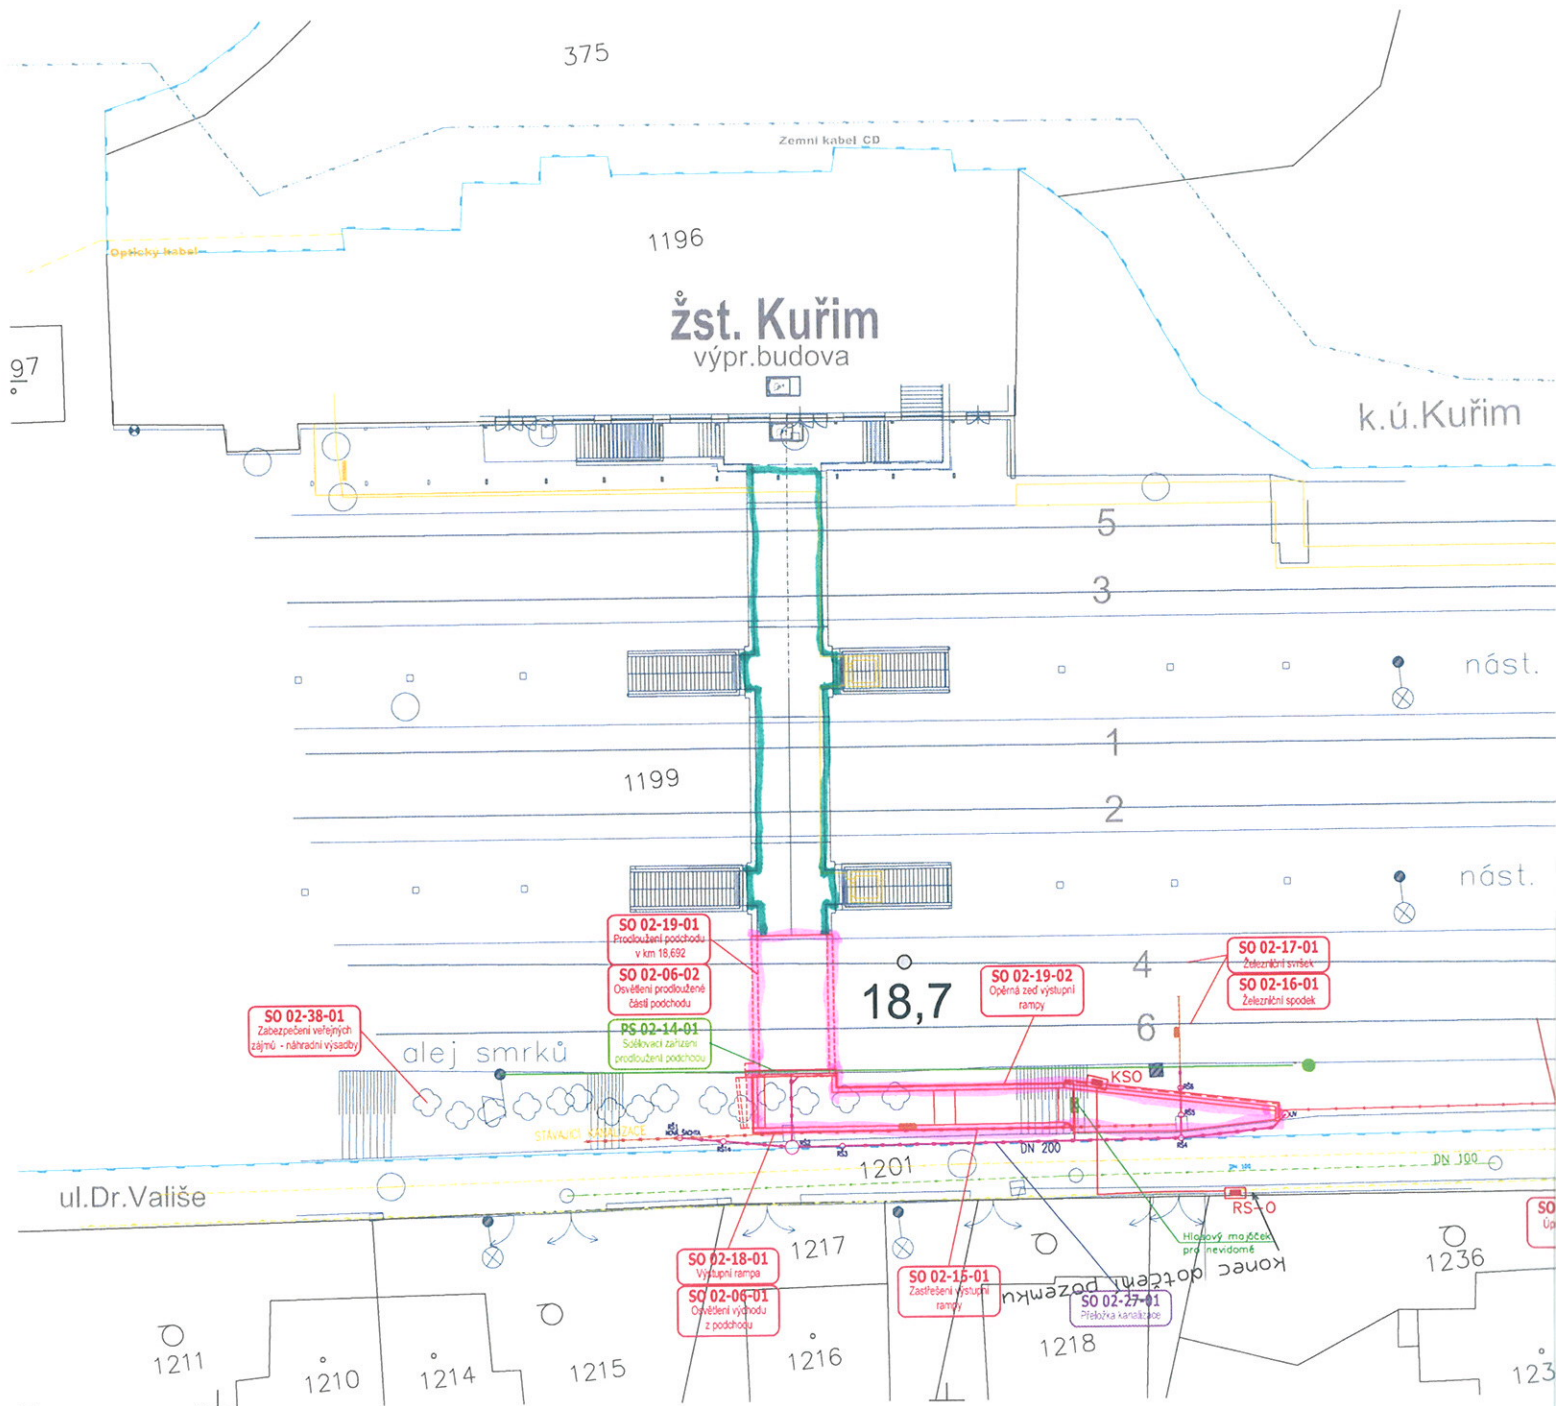 375
Zemní kabel CD
Opticky kabel
1196
žst. Kuřim
výpr.budova
97
k.ú.Kuřim
5
3
nást.
1
1199
2
nást.
SO 02-19-01
Prodloužení podchodu
v km 18,692
SO 02-06-02
Osvětlení prodloužené
části podchodu
4
SO 02-17-01
Železniční svršek
SO 02-16-01
Železniční spodek
SO 02-19-02
Opěrná zeď výstupní
rampy
18,7
6
SO 02-38-01
Zabezpečení veřejných
zájmů - náhradní výsadby
PS 02-14-01
Sdělovací zařízení
prodloužení podchodu
alej smrků
KSO
STÁVAJÍCÍ KANALIZACE
DN 200
1201
DN 100
ul.Dr.Vališe
RS-O
Hlasový majáček
pro nevidomé
konec dotčení pozemku
SO
1217
1236
SO 02-18-01
Výstupní rampa
SO 02-06-01
Osvětlení východu
z podchodu
SO 02-15-01
Zastřešení výstupní
rampy
SO 02-27-01
Přeložka kanalizace
1211
1210
1214
1215
1216
1218
123